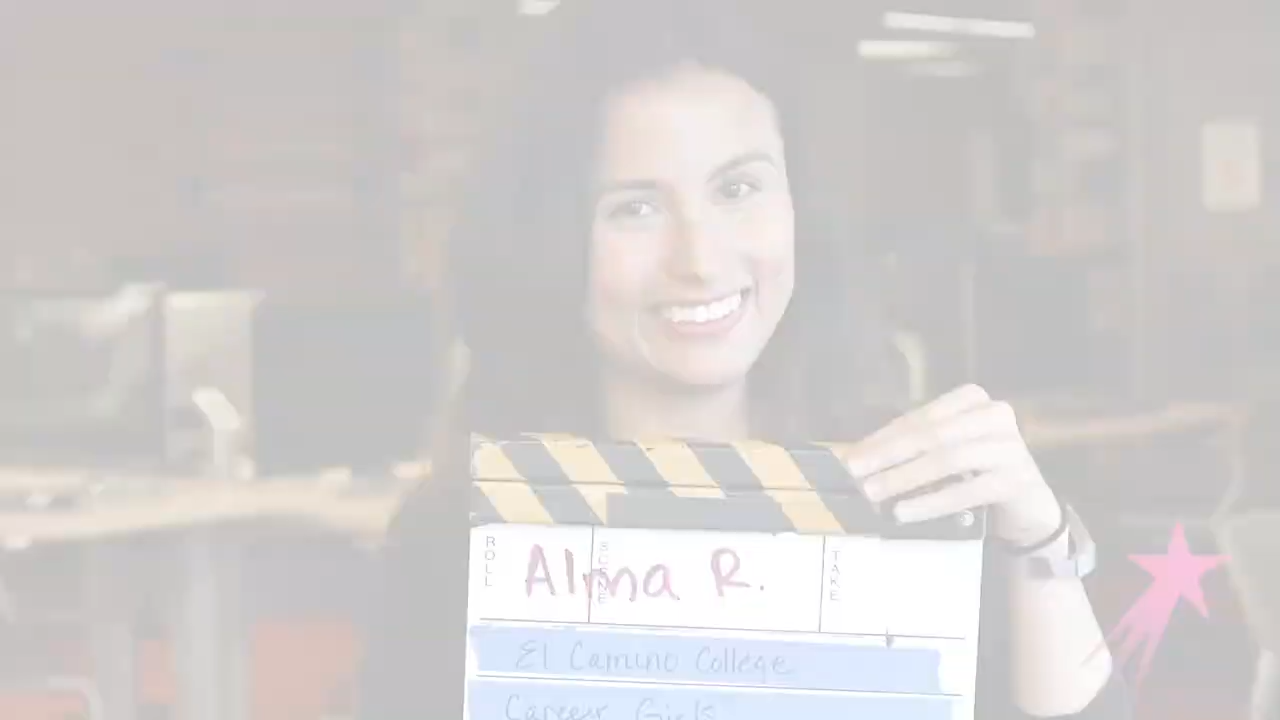 ROLL
SCENE
TAKE
Alma R.
El Camino College
Career Girls